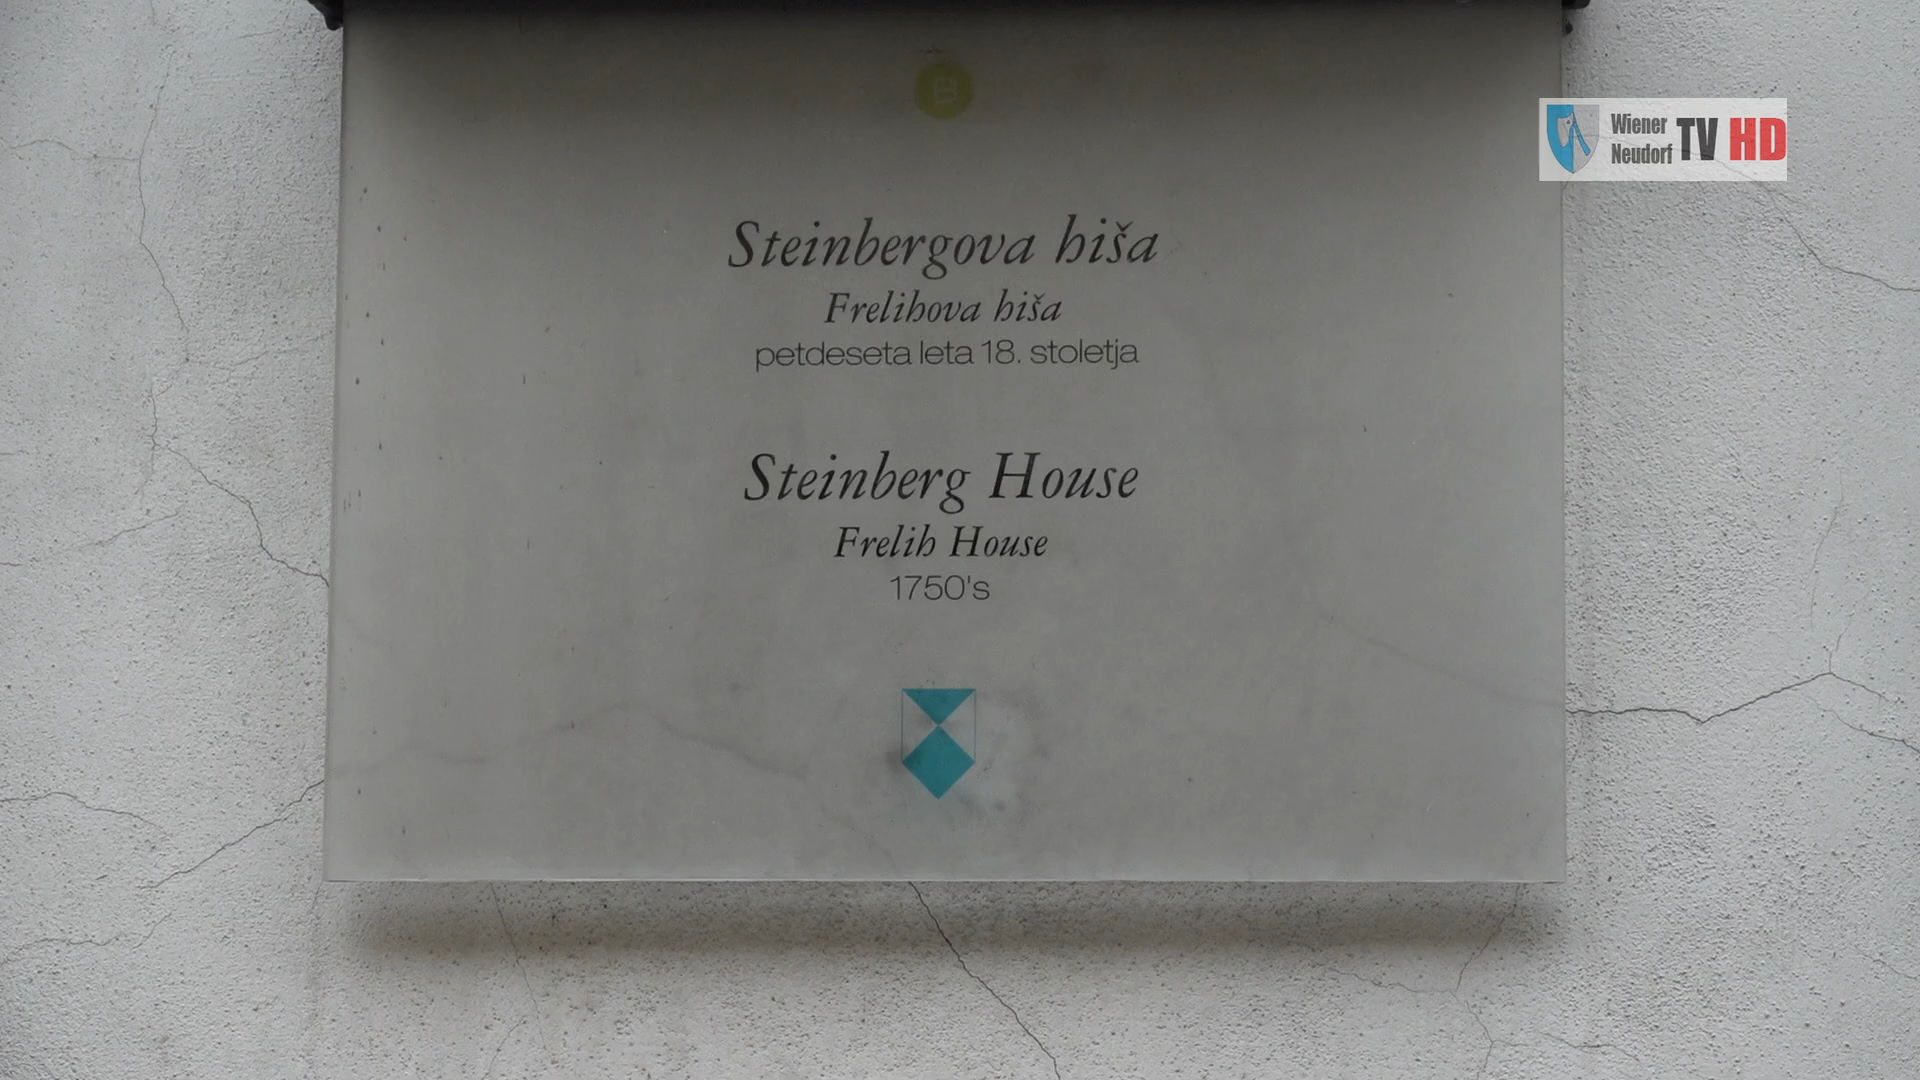 B
Wiener
Neudorf TV HD
Steinbergova hiša
Frelihova hiša
petdeseta leta 18. stoletja
Steinberg House
Frelih House
1750's